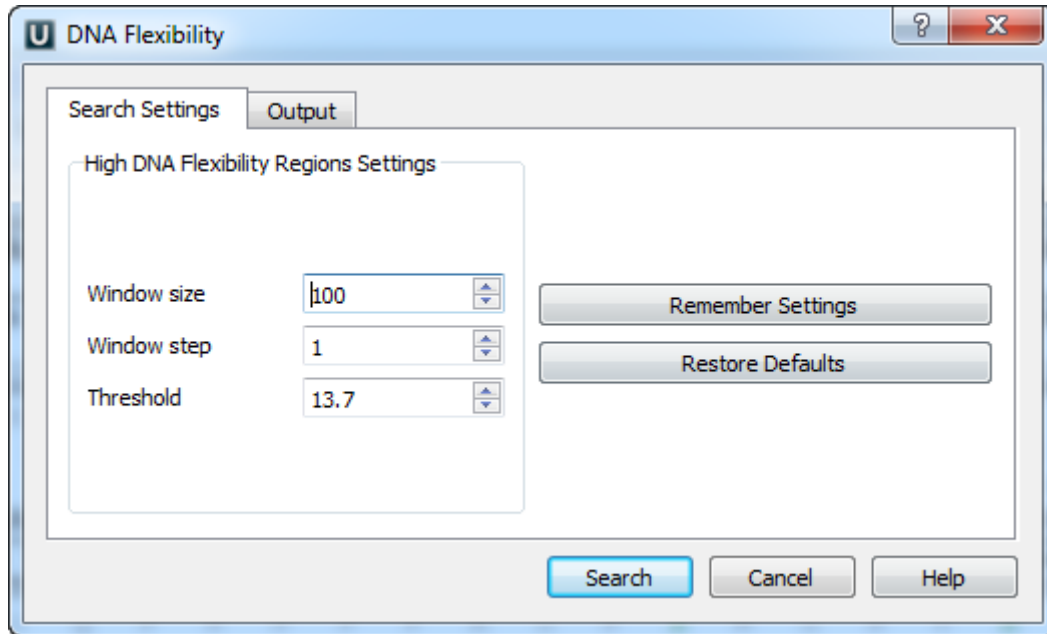 U DNA Flexibility ? X
Search Settings Output
High DNA Flexibility Regions Settings
Window size 100
Remember Settings
Window step 1
Restore Defaults
Threshold 13.7
Search Cancel Help